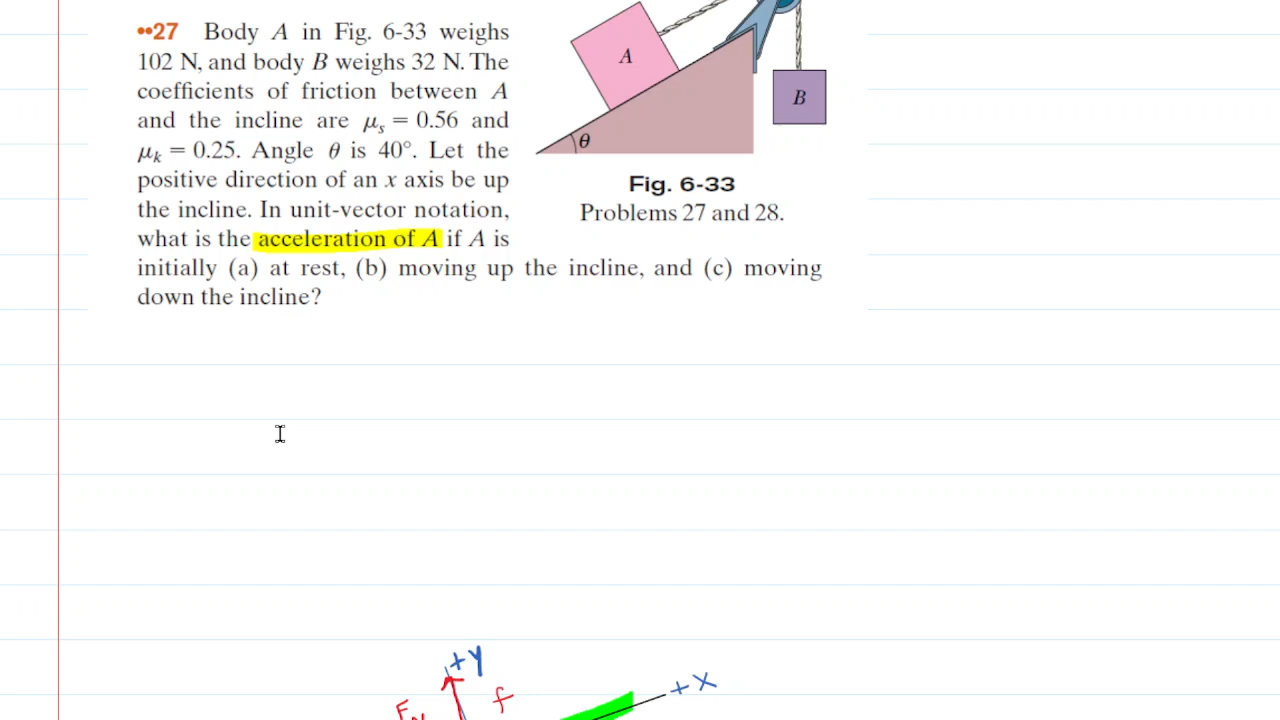 ••27 Body A in Fig. 6-33 weighs
102 N, and body B weighs 32 N. The
coefficients of friction between A
and the incline are μs = 0.56 and
μk = 0.25. Angle θ is 40°. Let the
positive direction of an x axis be up
the incline. In unit-vector notation,
what is the acceleration of A if A is
initially (a) at rest, (b) moving up the incline, and (c) moving
down the incline?
A
B
θ
Fig. 6-33
Problems 27 and 28.
+y
+x
f